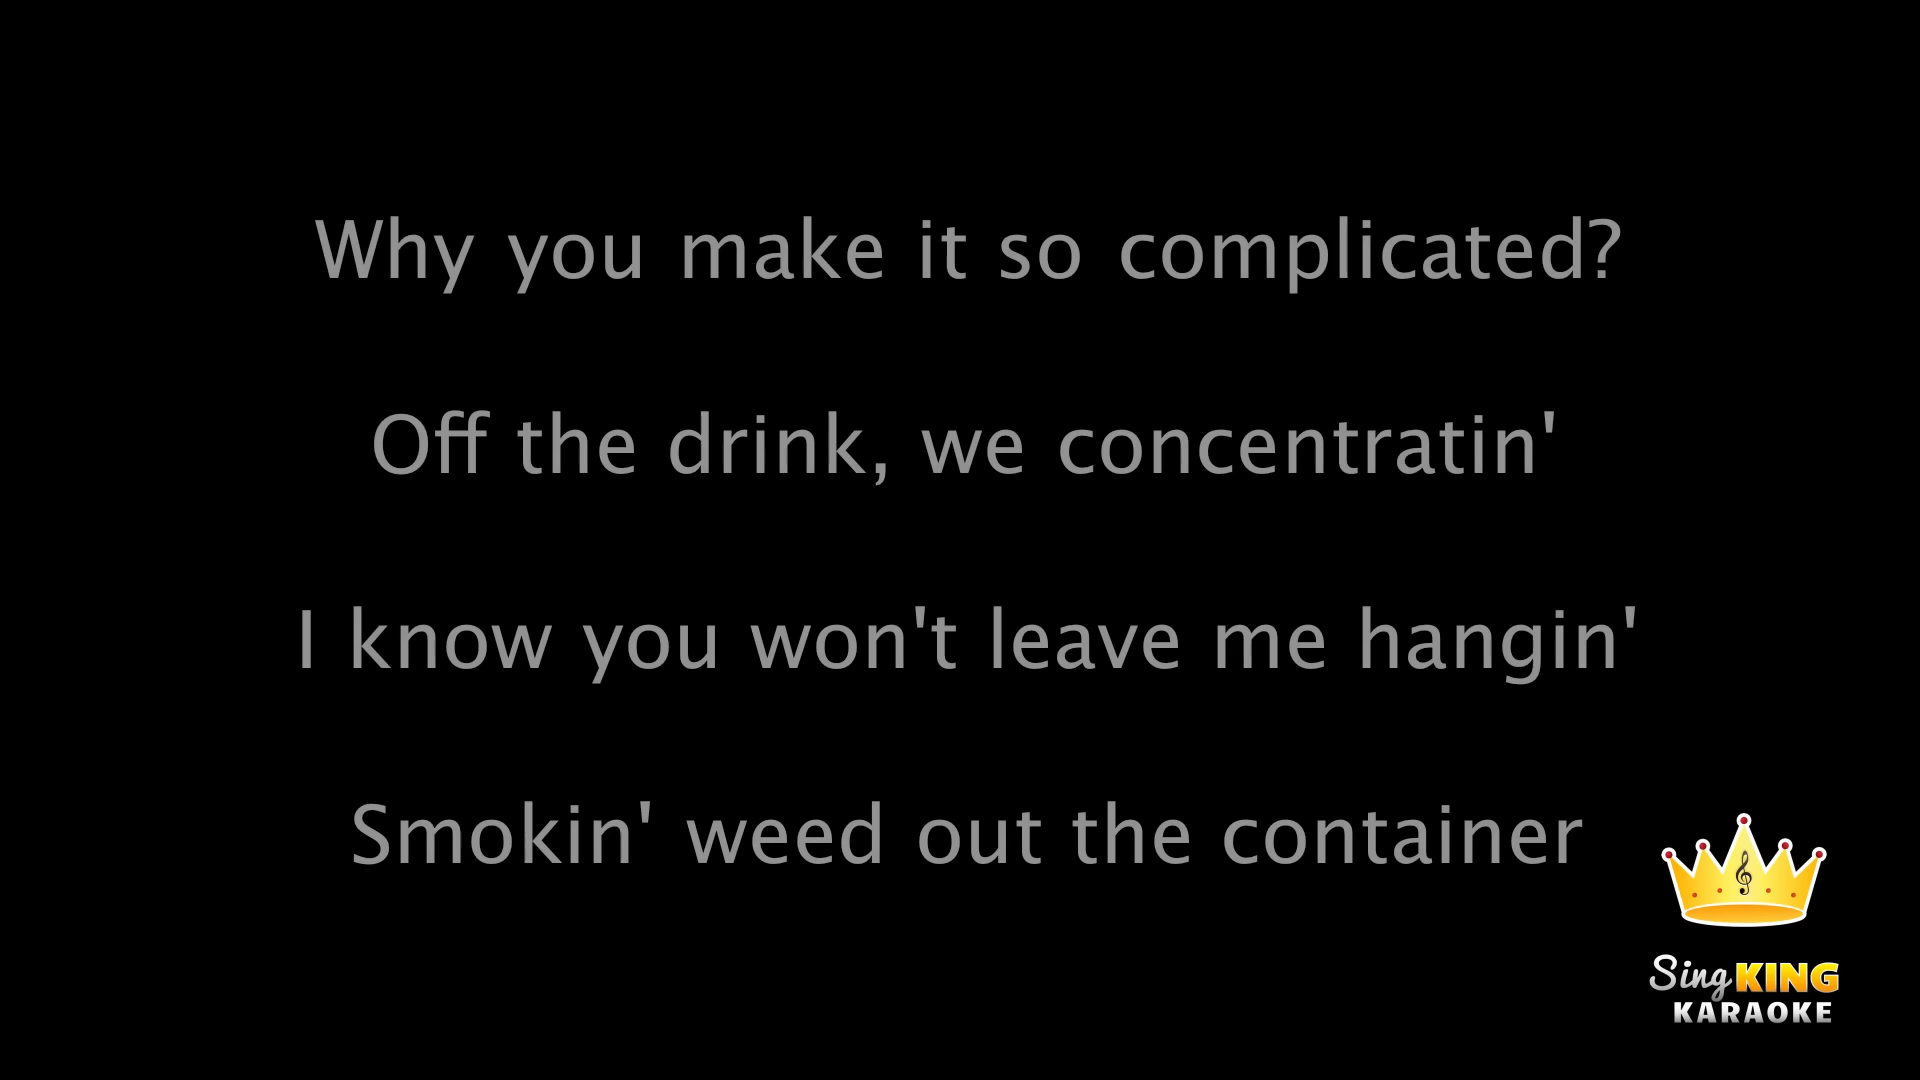 Why you make it so complicated?
Off the drink, we concentratin'
I know you won't leave me hangin'
Smokin' weed out the container
Sing KING
KARAOKE